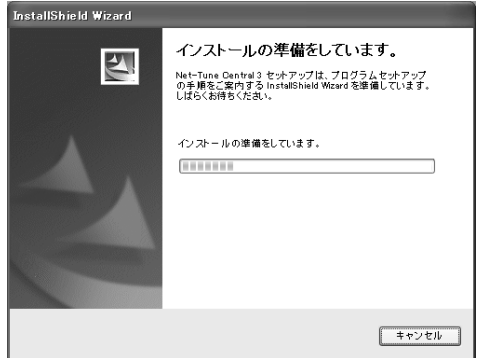 InstallShield Wizard
インストールの準備をしています。
Net-Tune Central 3 セットアップは、プログラムセットアップ
の手順をご案内する InstallShield Wizard を準備しています。
しばらくお待ちください。
インストールの準備をしています。
キャンセル